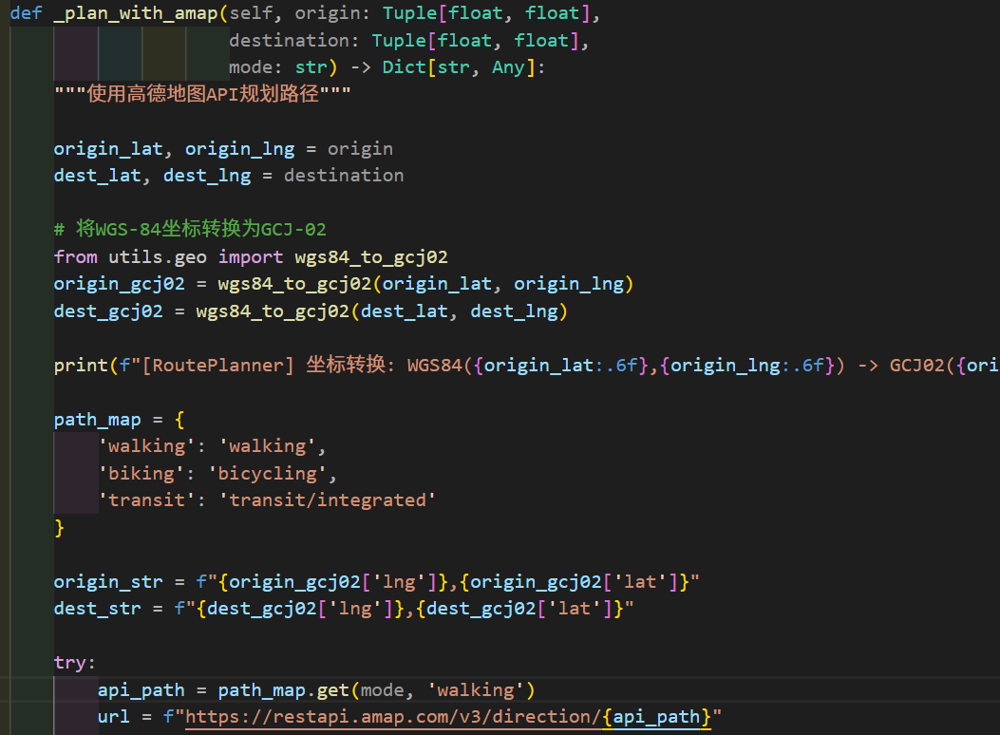 def _plan_with_amap(self, origin: Tuple[float, float],
destination: Tuple[float, float],
mode: str) -> Dict[str, Any]:
"""使用高德地图API规划路径"""
origin_lat, origin_lng = origin
dest_lat, dest_lng = destination
# 将WGS-84坐标转换为GCJ-02
from utils.geo import wgs84_to_gcj02
origin_gcj02 = wgs84_to_gcj02(origin_lat, origin_lng)
dest_gcj02 = wgs84_to_gcj02(dest_lat, dest_lng)
print(f"[RoutePlanner] 坐标转换: WGS84({origin_lat:.6f},{origin_lng:.6f}) -> GCJ02({ori
path_map = {
'walking': 'walking',
'biking': 'bicycling',
'transit': 'transit/integrated'
}
origin_str = f"{origin_gcj02['lng']},{origin_gcj02['lat']}"
dest_str = f"{dest_gcj02['lng']},{dest_gcj02['lat']}"
try:
api_path = path_map.get(mode, 'walking')
url = f"https://restapi.amap.com/v3/direction/{api_path}"